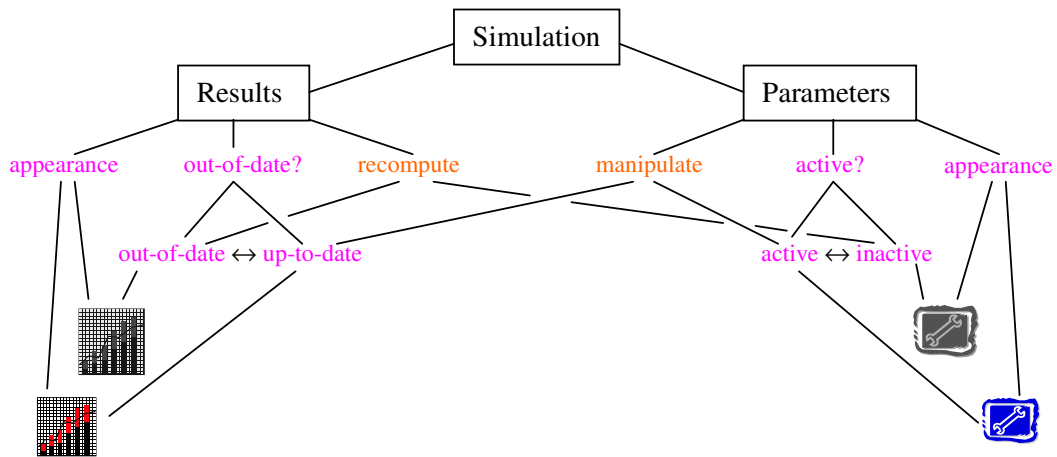 Simulation
Results
Parameters
appearance out-of-date? recompute manipulate active? appearance
out-of-date ↔ up-to-date active ↔ inactive